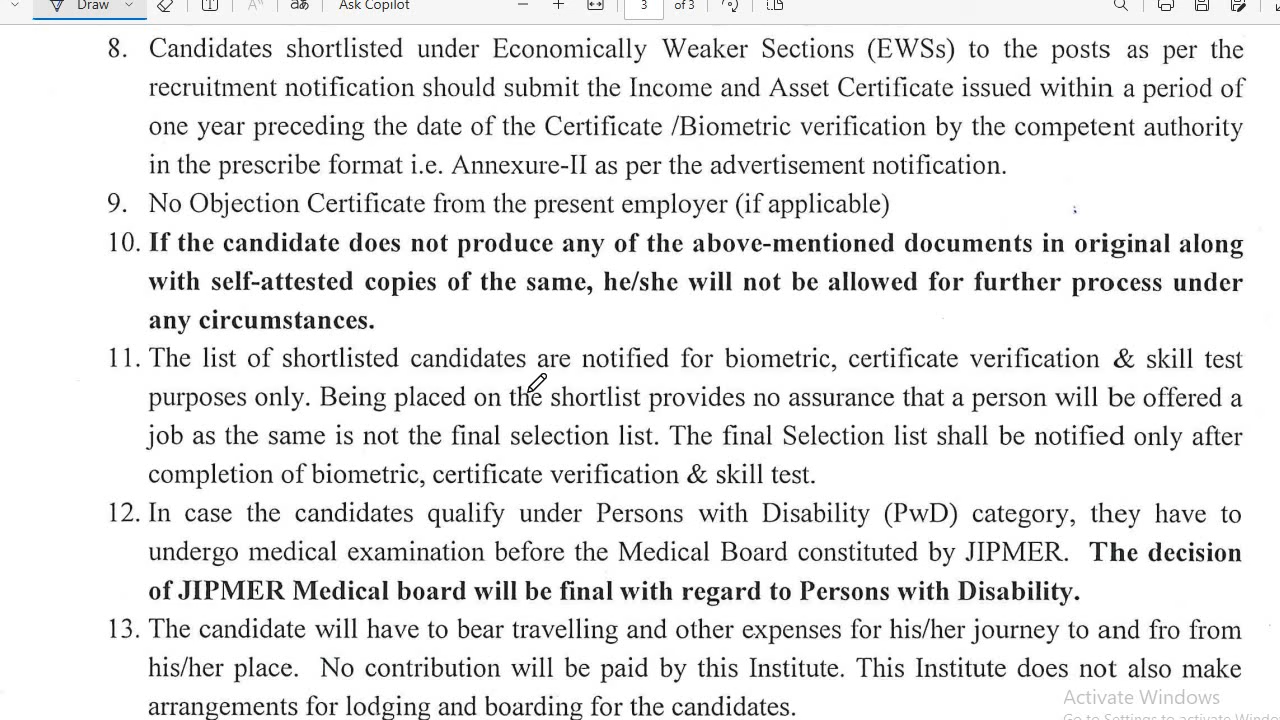 Draw
Ask Copilot
3 of 3
8. Candidates shortlisted under Economically Weaker Sections (EWSs) to the posts as per the
recruitment notification should submit the Income and Asset Certificate issued within a period of
one year preceding the date of the Certificate /Biometric verification by the competent authority
in the prescribe format i.e. Annexure-II as per the advertisement notification.
9. No Objection Certificate from the present employer (if applicable)
10. If the candidate does not produce any of the above-mentioned documents in original along
with self-attested copies of the same, he/she will not be allowed for further process under
any circumstances.
11. The list of shortlisted candidates are notified for biometric, certificate verification & skill test
purposes only. Being placed on the shortlist provides no assurance that a person will be offered a
job as the same is not the final selection list. The final Selection list shall be notified only after
completion of biometric, certificate verification & skill test.
12. In case the candidates qualify under Persons with Disability (PwD) category, they have to
undergo medical examination before the Medical Board constituted by JIPMER. The decision
of JIPMER Medical board will be final with regard to Persons with Disability.
13. The candidate will have to bear travelling and other expenses for his/her journey to and fro from
his/her place. No contribution will be paid by this Institute. This Institute does not also make
arrangements for lodging and boarding for the candidates.
Activate Windows
Go to Settings to activate